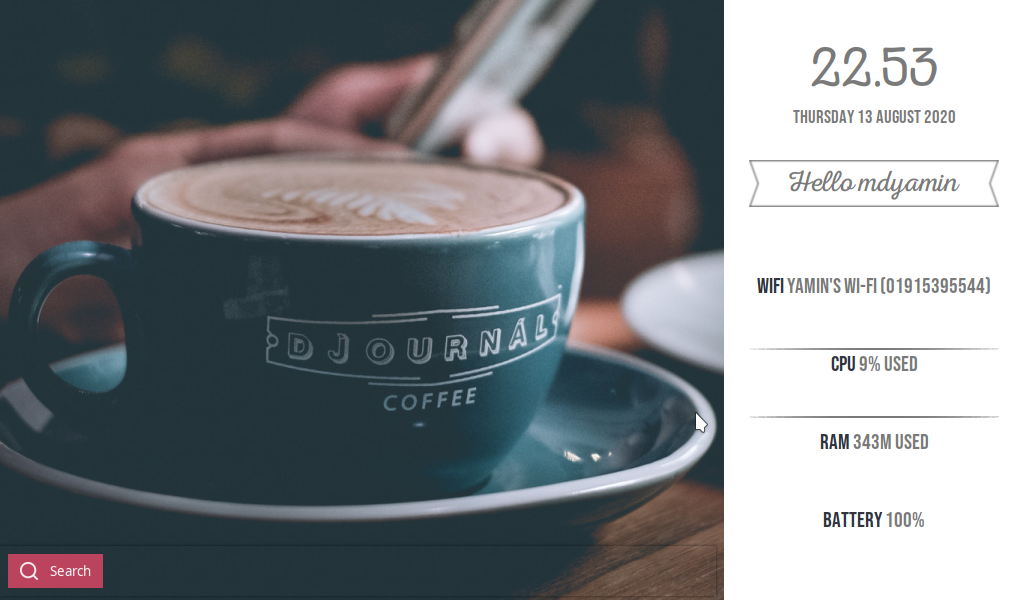 DJOURNAL
COFFEE
Search
22.53
THURSDAY 13 AUGUST 2020
Hello mdyamin
WIFI YAMIN'S WI-FI (01915395544)
CPU 9% USED
RAM 343M USED
BATTERY 100%